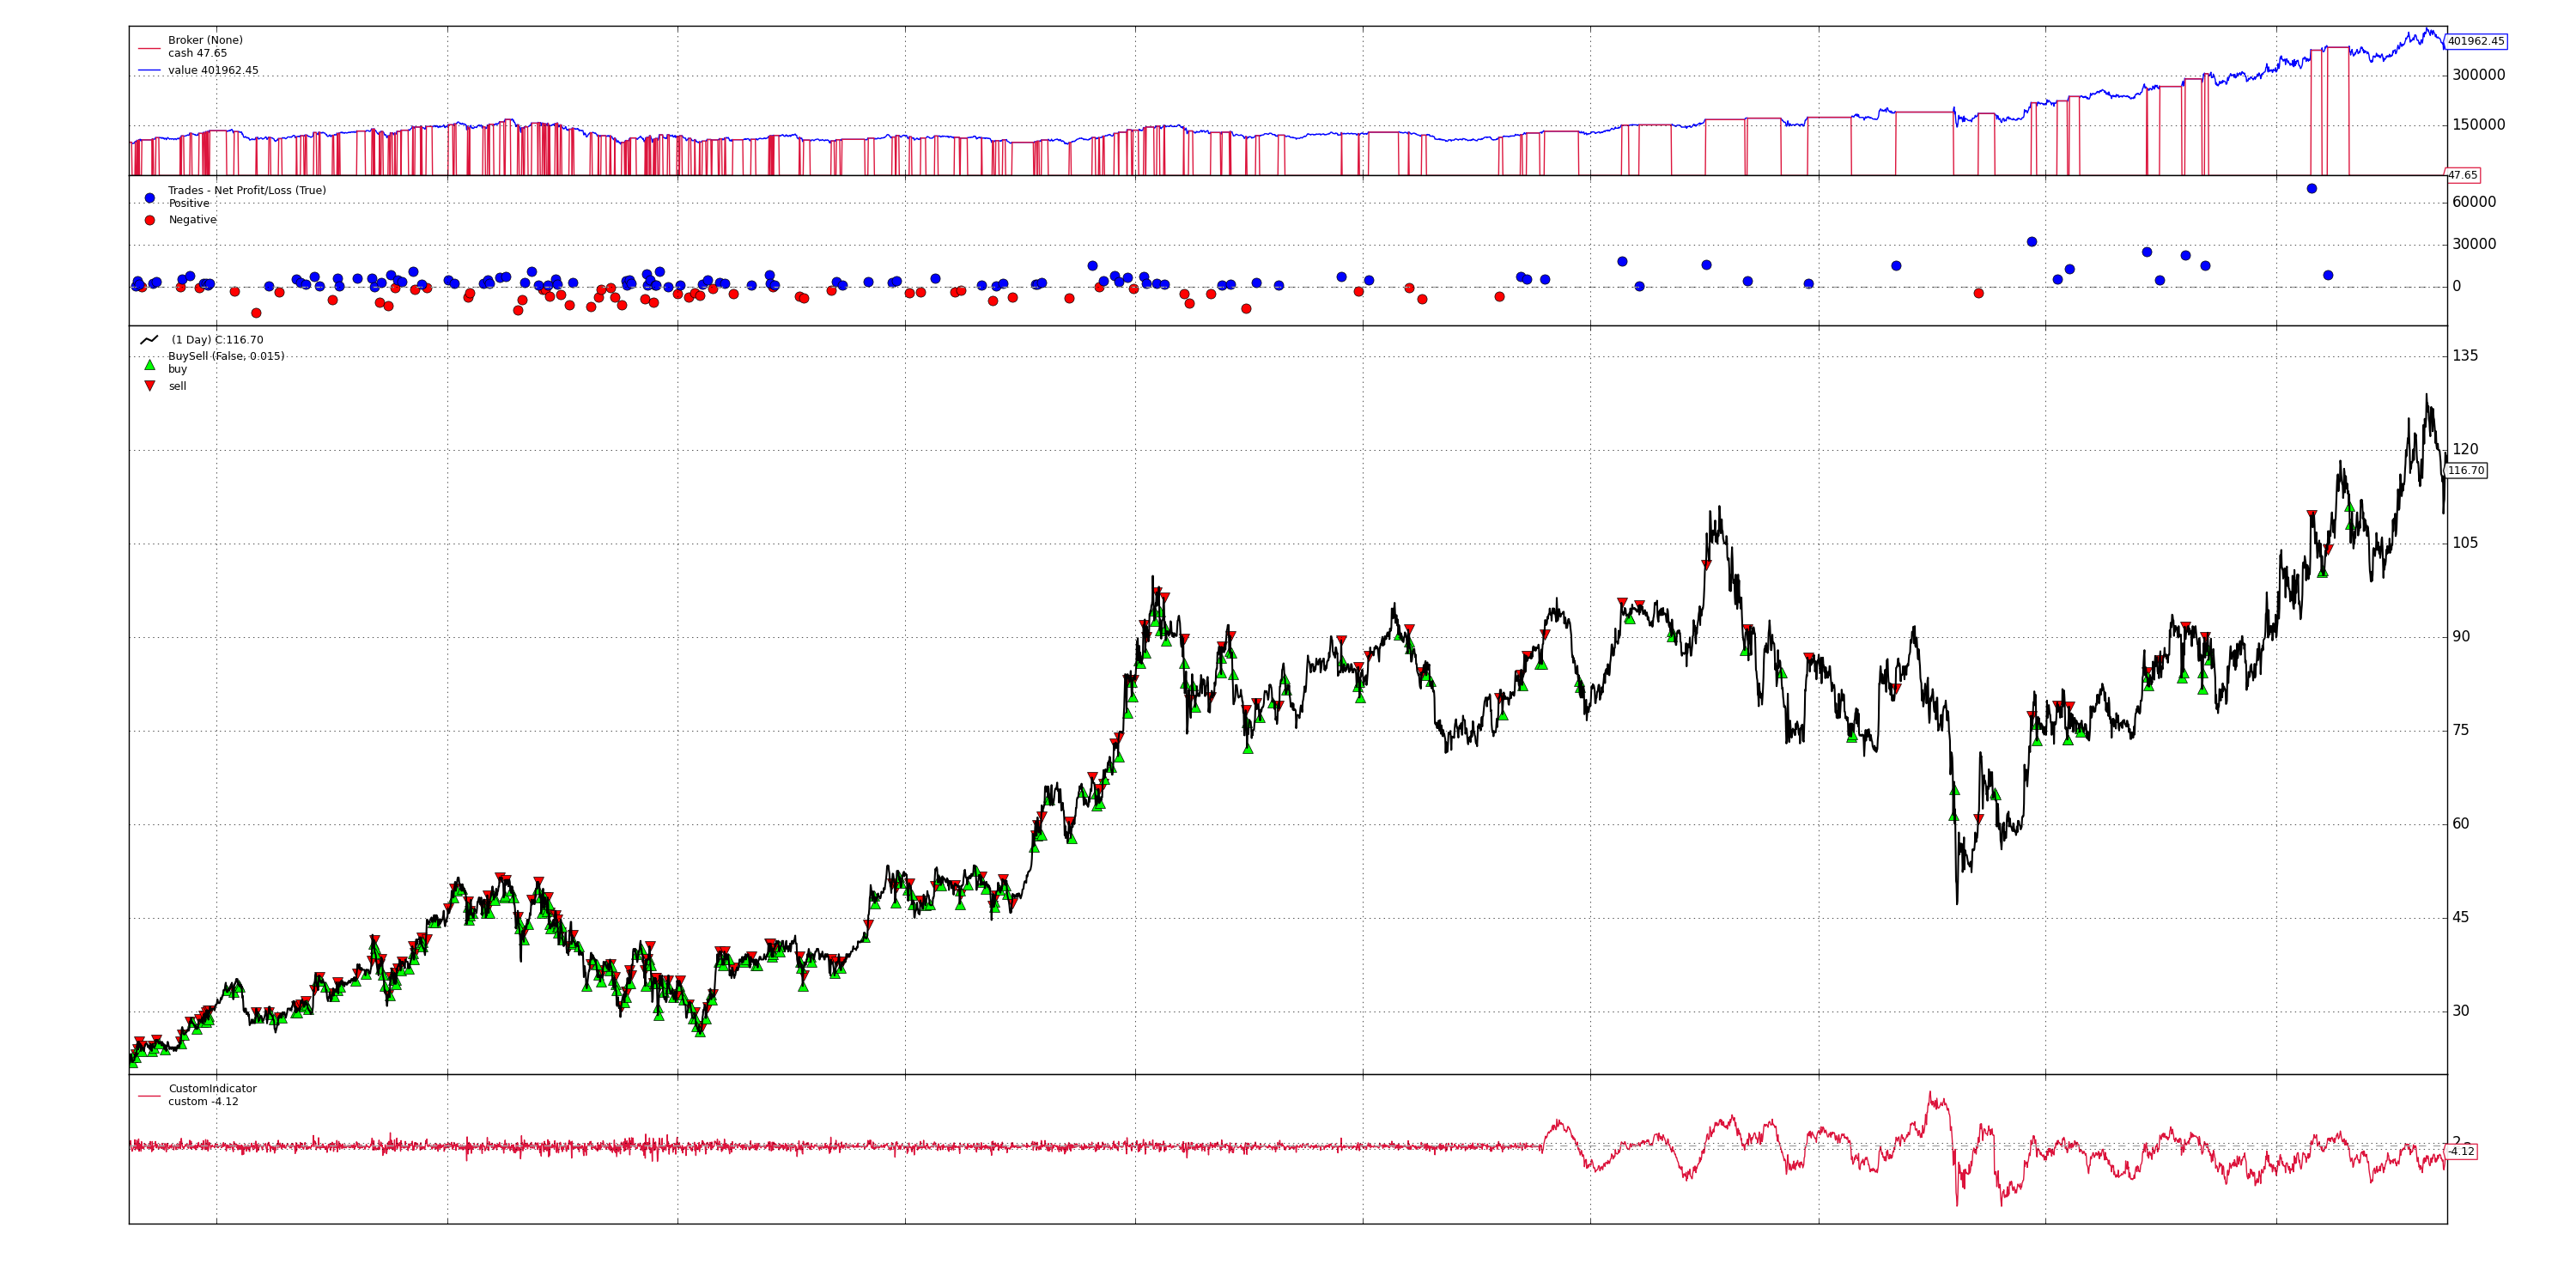 Broker (None)
cash 47.65
value 401962.45
401962.45
300000
150000
47.65
Trades - Net Profit/Loss (True)
Positive
Negative
60000
30000
0
(1 Day) C:116.70
BuySell (False, 0.015)
buy
sell
135
120
116.70
105
90
75
60
45
30
CustomIndicator
custom -4.12
-4.12